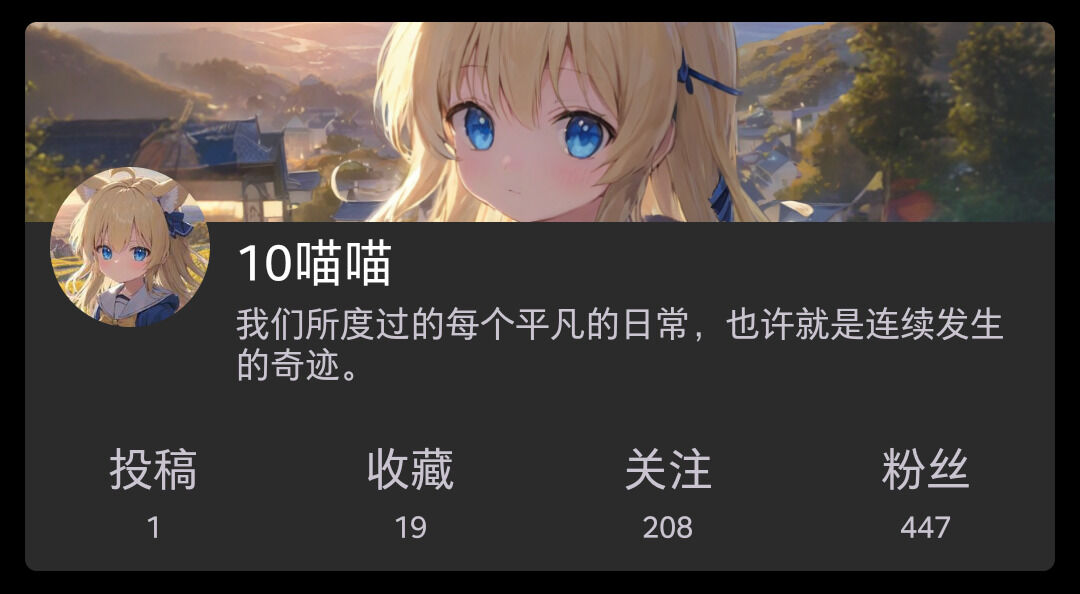 10喵喵
我们所度过的每个平凡的日常，也许就是连续发生
的奇迹。
投稿 收藏 关注 粉丝
1 19 208 447